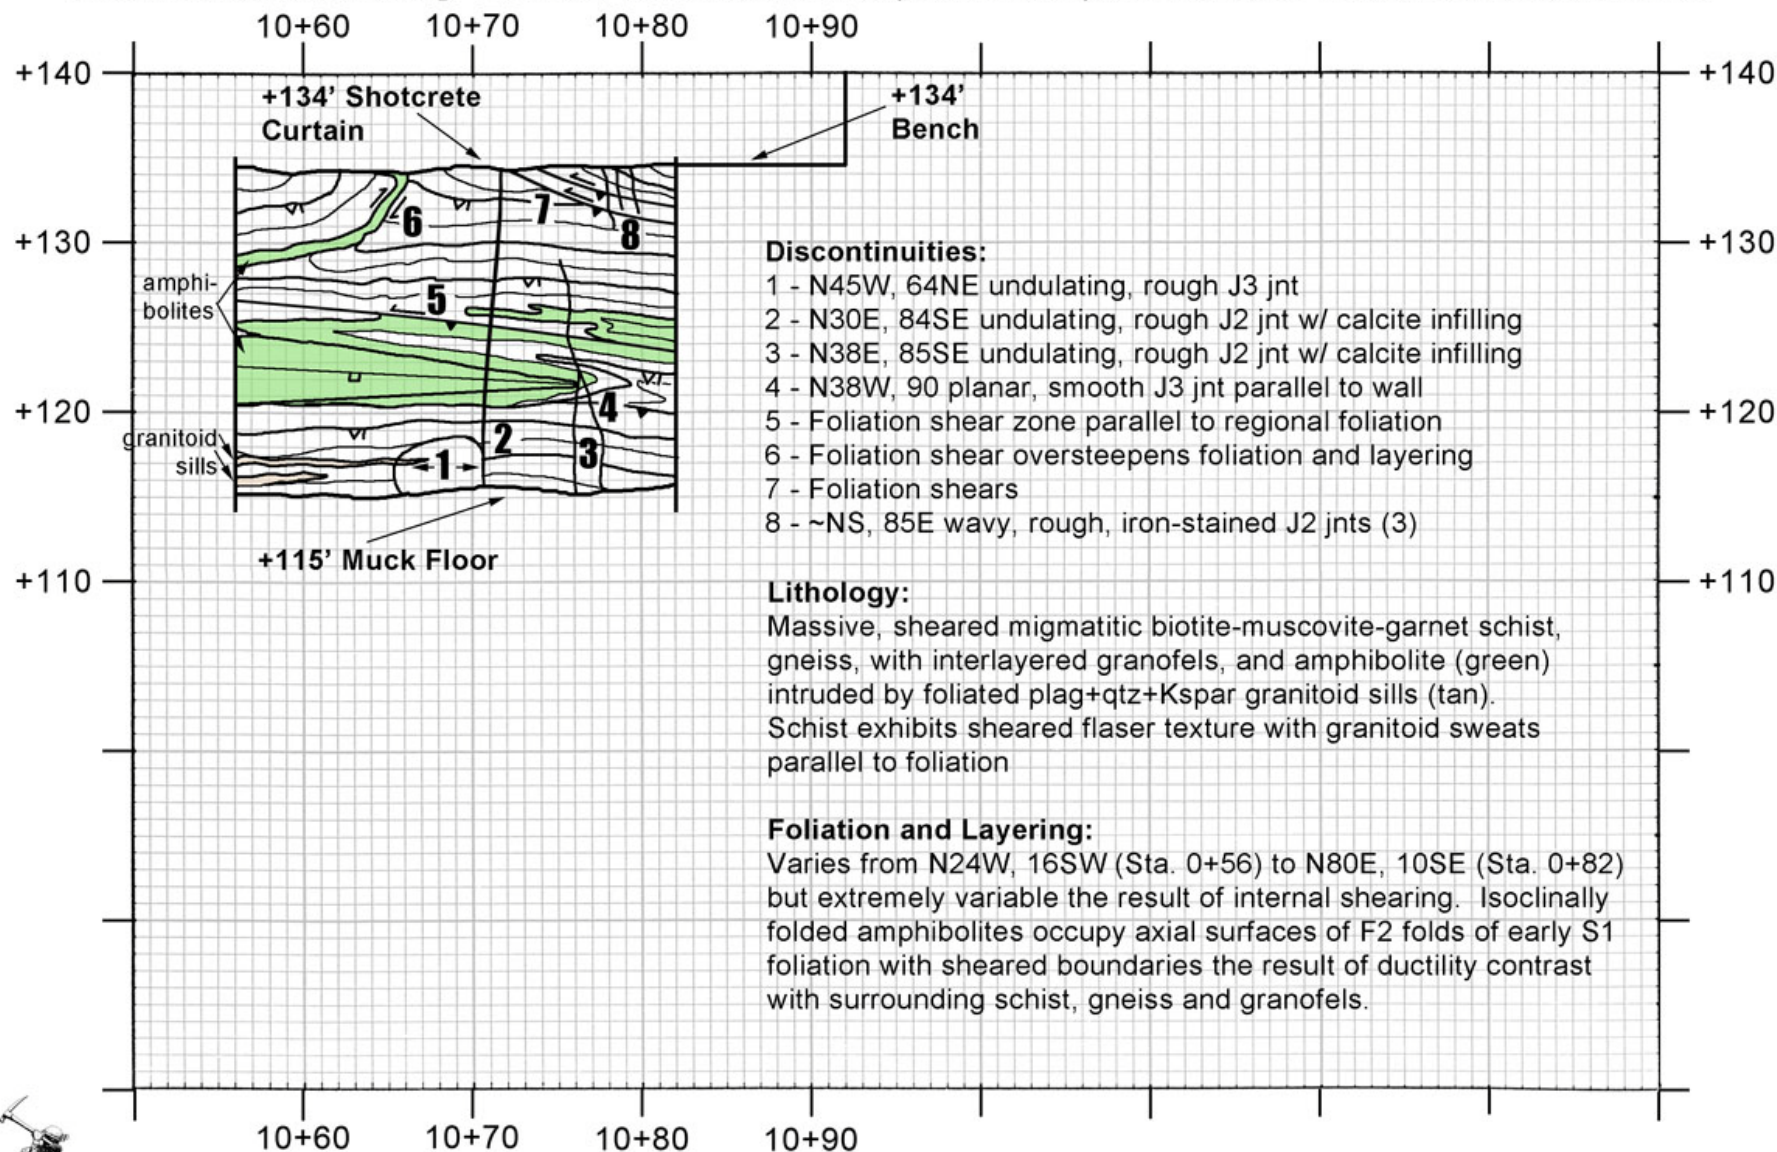 10+60 10+70 10+80 10+90
+140 +140
+134’ Shotcrete
Curtain
+134’
Bench
6 7 8
+130 +130
amphi-
bolites
5
+120 +120
4
granitoid
sills
1 2 3
+115’ Muck Floor
+110 +110
Discontinuities:
1 - N45W, 64NE undulating, rough J3 jnt
2 - N30E, 84SE undulating, rough J2 jnt w/ calcite infilling
3 - N38E, 85SE undulating, rough J2 jnt w/ calcite infilling
4 - N38W, 90 planar, smooth J3 jnt parallel to wall
5 - Foliation shear zone parallel to regional foliation
6 - Foliation shear oversteepens foliation and layering
7 - Foliation shears
8 - ~NS, 85E wavy, rough, iron-stained J2 jnts (3)
Lithology:
Massive, sheared migmatitic biotite-muscovite-garnet schist,
gneiss, with interlayered granofels, and amphibolite (green)
intruded by foliated plag+qtz+Kspar granitoid sills (tan).
Schist exhibits sheared flaser texture with granitoid sweats
parallel to foliation
Foliation and Layering:
Varies from N24W, 16SW (Sta. 0+56) to N80E, 10SE (Sta. 0+82)
but extremely variable the result of internal shearing. Isoclinally
folded amphibolites occupy axial surfaces of F2 folds of early S1
foliation with sheared boundaries the result of ductility contrast
with surrounding schist, gneiss and granofels.
10+60 10+70 10+80 10+90